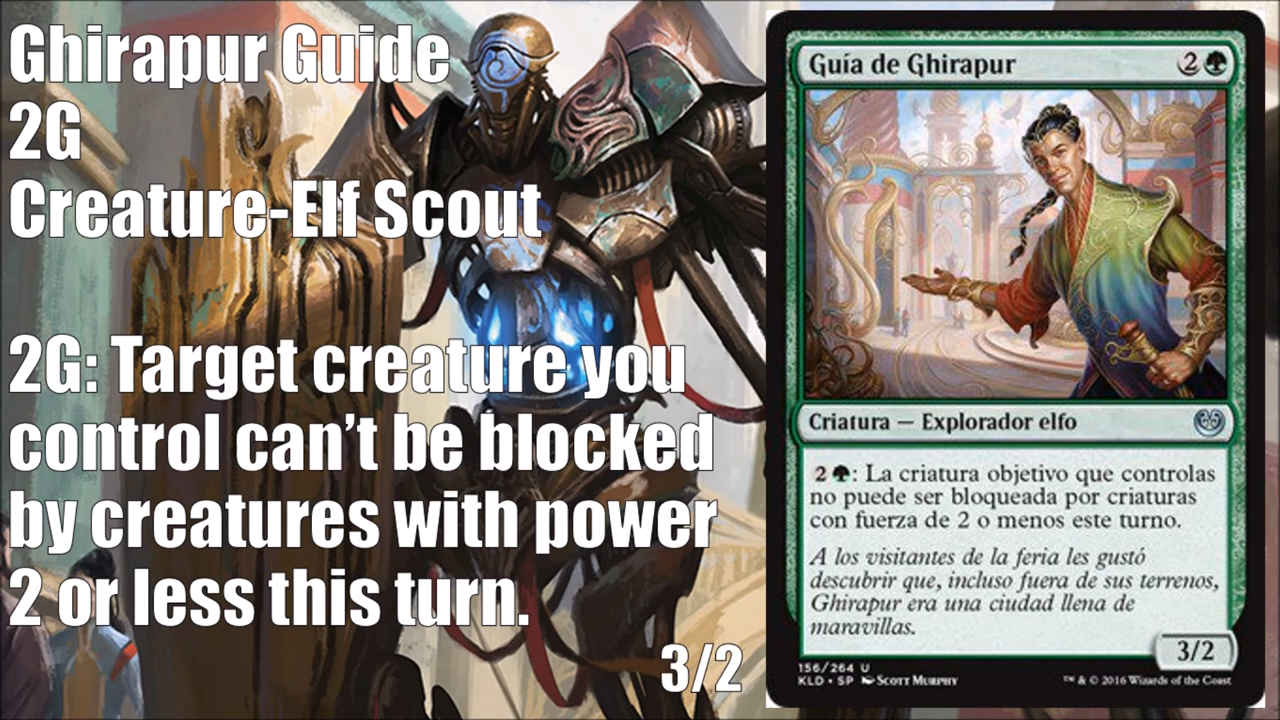 Ghirapur Guide
2G
Creature-Elf Scout
2G: Target creature you
control can't be blocked
by creatures with power
2 or less this turn.
3/2
Guía de Ghirapur 2
Criatura — Explorador elfo
2 : La criatura objetivo que controlas
no puede ser bloqueada por criaturas
con fuerza de 2 o menos este turno.
A los visitantes de la feria les gustó
descubrir que, incluso fuera de sus terrenos,
Ghirapur era una ciudad llena de
maravillas.
3/2
156/264 U
KLD • SP Scott Murphy
™ & © 2016 Wizards of the Coast